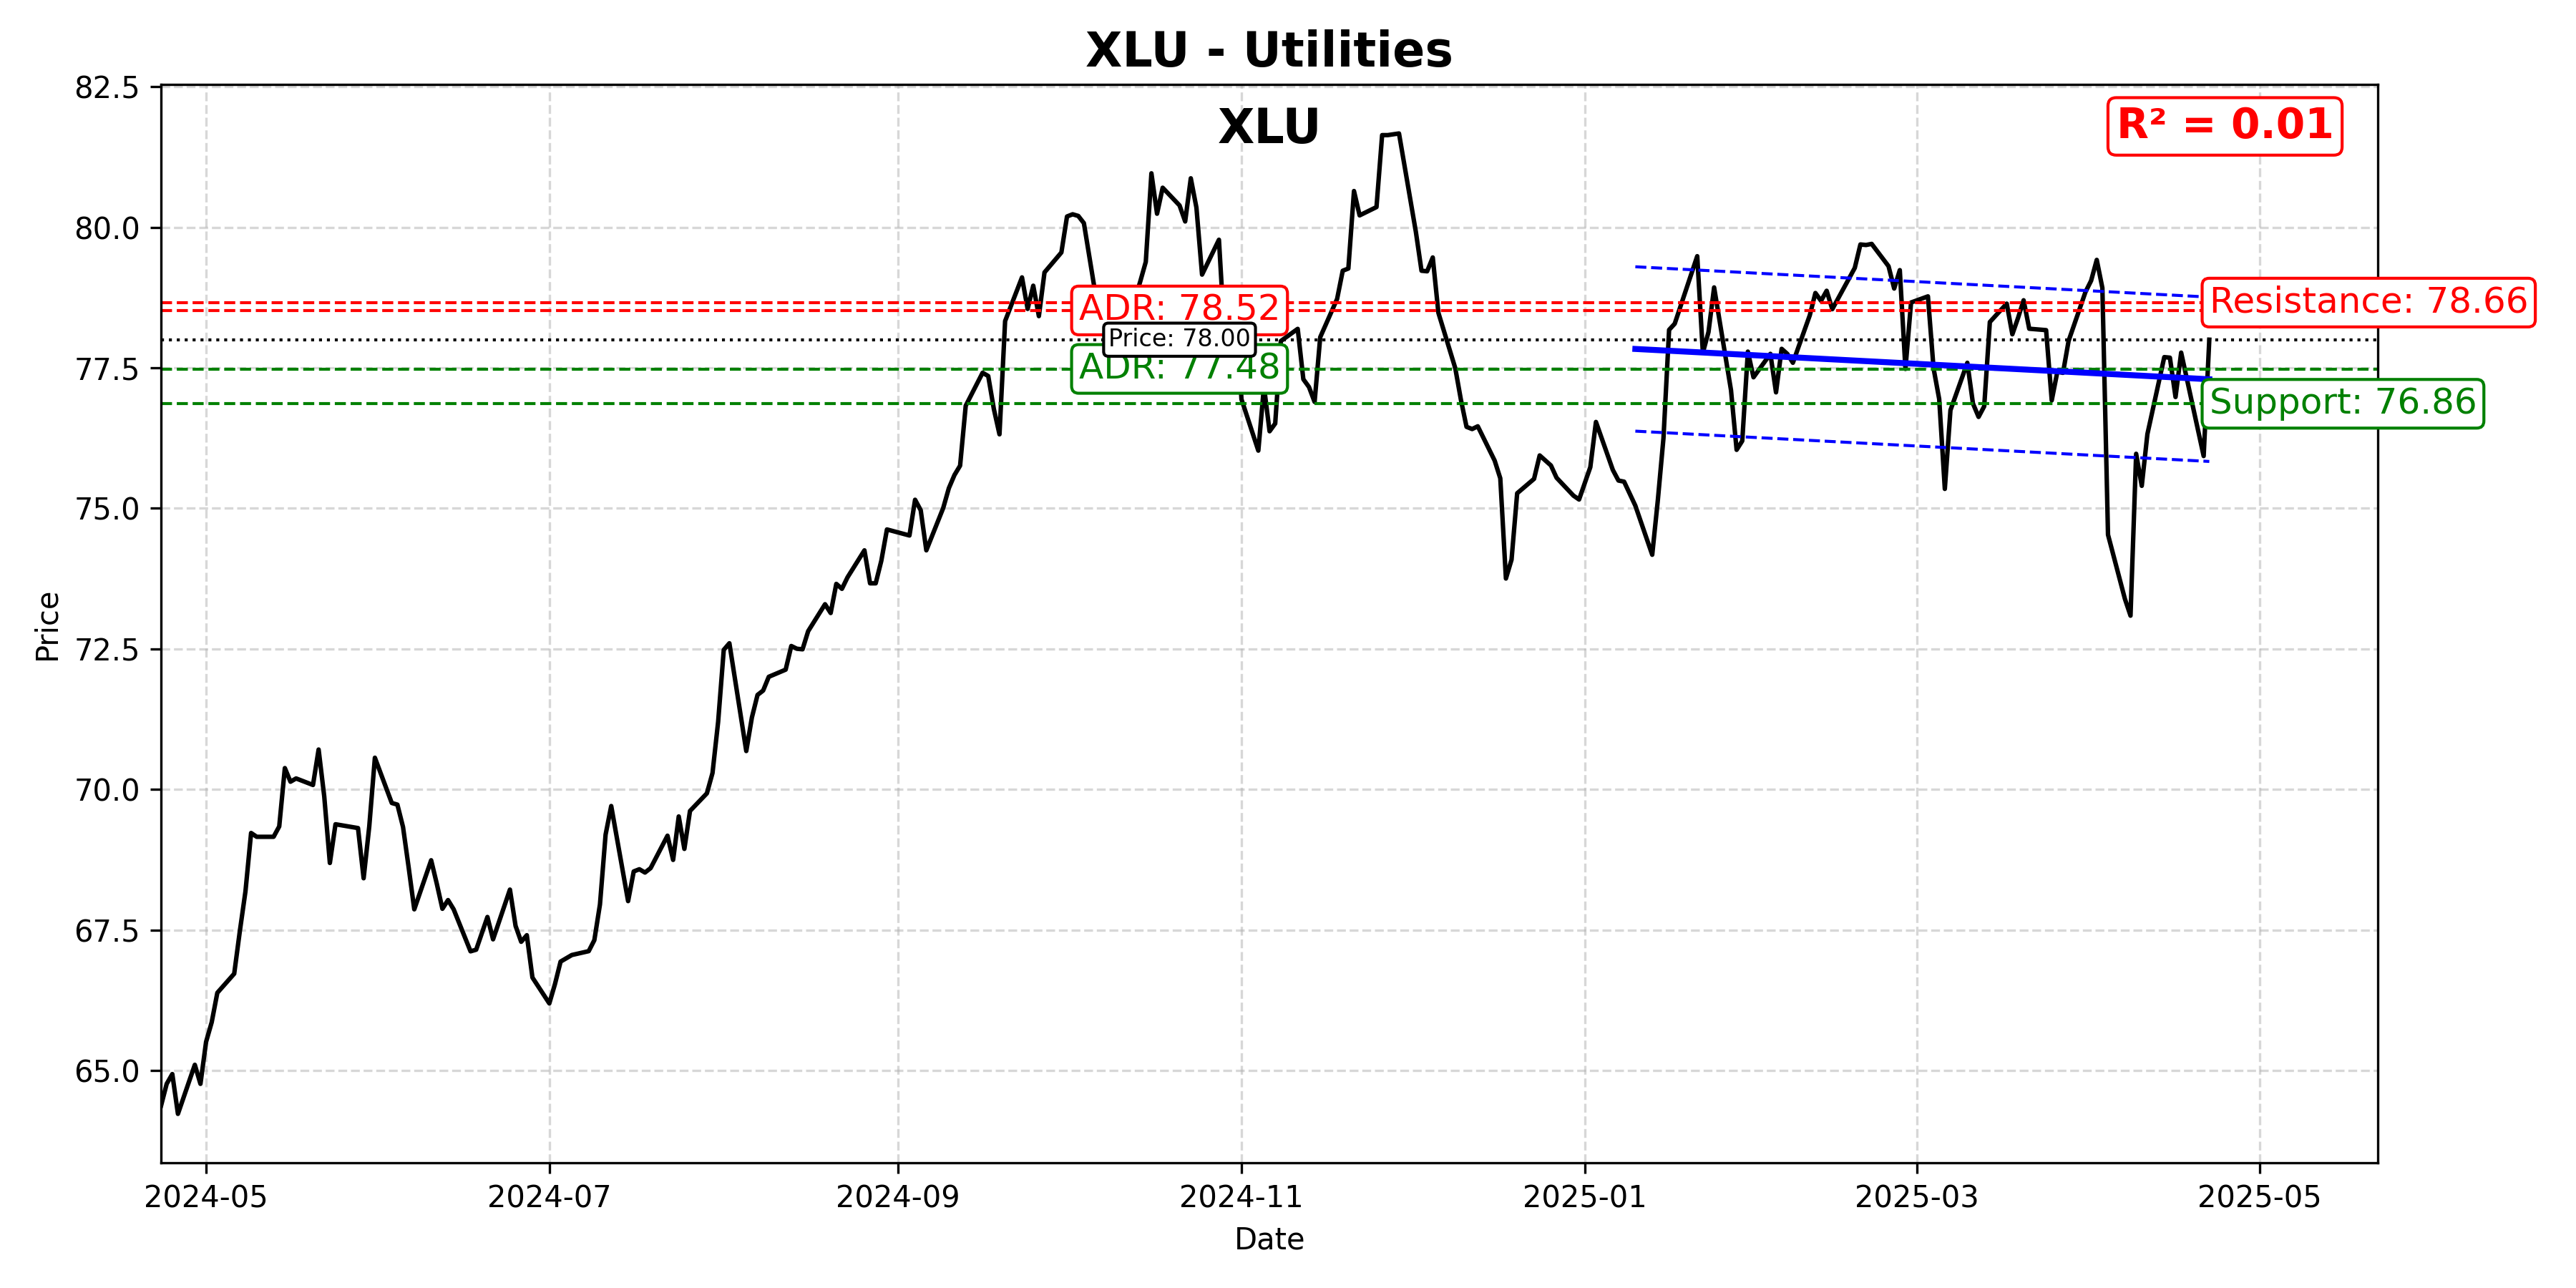 XLU - Utilities
XLU
R² = 0.01
82.5
80.0
77.5
75.0
72.5
70.0
67.5
65.0
Price
ADR: 78.52
Price: 78.00
ADR: 77.48
Resistance: 78.66
Support: 76.86
2024-05
2024-07
2024-09
2024-11
2025-01
2025-03
2025-05
Date